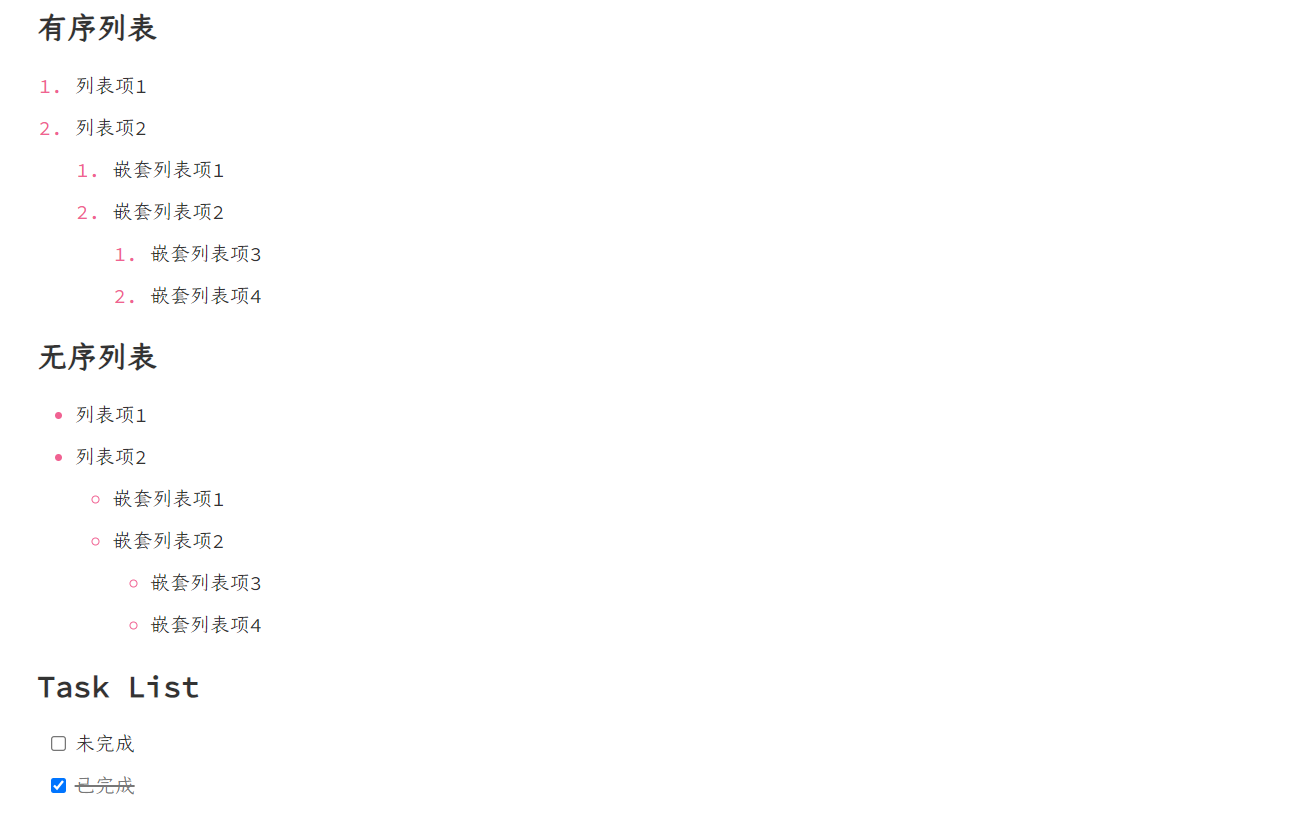 有序列表
1. 列表项1
2. 列表项2
1. 嵌套列表项1
2. 嵌套列表项2
1. 嵌套列表项3
2. 嵌套列表项4
无序列表
列表项1
列表项2
嵌套列表项1
嵌套列表项2
嵌套列表项3
嵌套列表项4
Task List
未完成
已完成